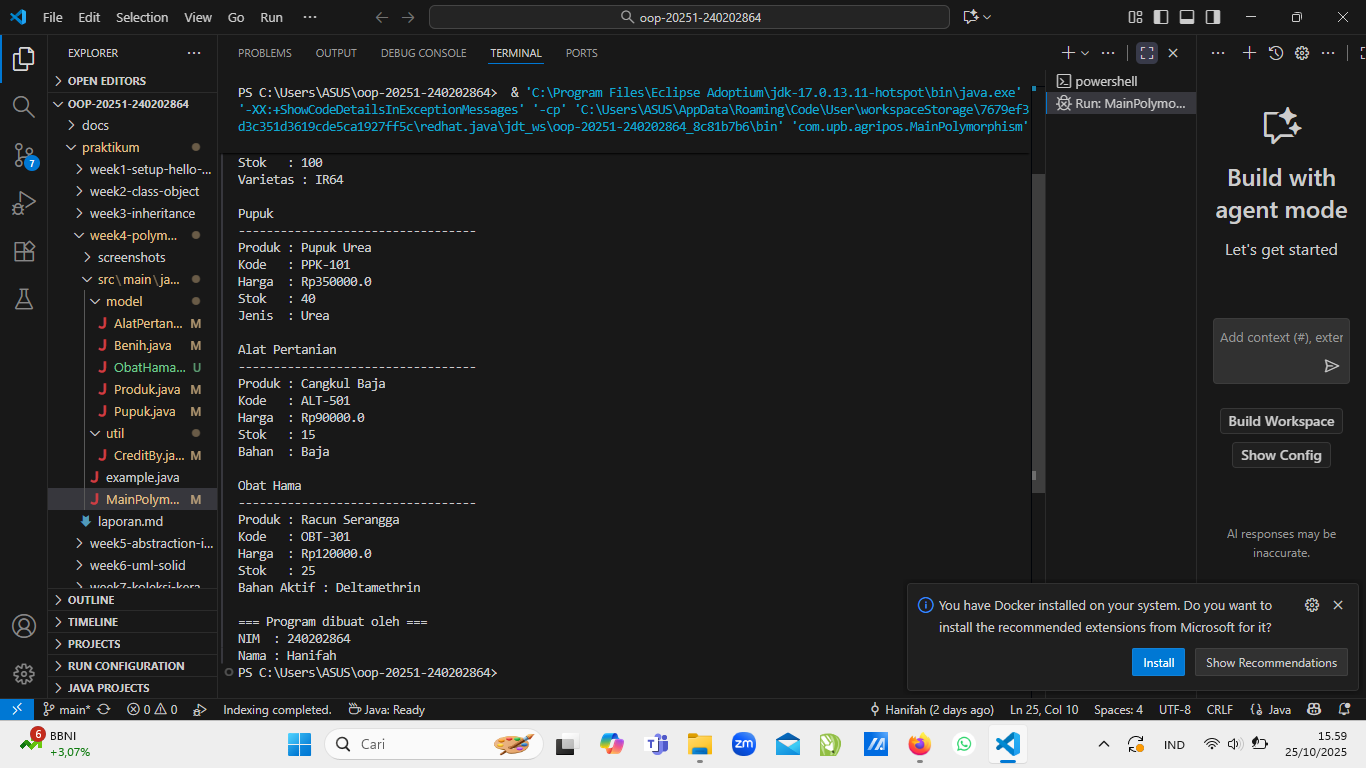 File Edit Selection View Go Run ···
oop-20251-240202864
EXPLORER ···
OPEN EDITORS
OOP-20251-240202864
docs
praktikum
week1-setup-hello-...
week2-class-object
week3-inheritance
week4-polym...
screenshots
src\main\ja...
model
AlatPertan... M
Benih.java M
ObatHama... U
Produk.java M
Pupuk.java M
util
CreditBy.ja... M
example.java
MainPolym... M
laporan.md
week5-abstraction-i...
week6-uml-solid
week7-koleksi-kera
OUTLINE
TIMELINE
PROJECTS
RUN CONFIGURATION
JAVA PROJECTS
7
PROBLEMS OUTPUT DEBUG CONSOLE TERMINAL PORTS
PS C:\Users\ASUS\oop-20251-240202864> & 'C:\Program Files\Eclipse Adoptium\jdk-17.0.13.11-hotspot\bin\java.exe'
'-XX:+ShowCodeDetailsInExceptionMessages' '-cp' 'C:\Users\ASUS\AppData\Roaming\Code\User\workspaceStorage\7679ef3
d3c351d3619cde5ca1927ff5c\redhat.java\jdt_ws\oop-20251-240202864_8c81b7b6\bin' 'com.upb.agripos.MainPolymorphism'
Stok : 100
Varietas : IR64
Pupuk
----------------------------------
Produk : Pupuk Urea
Kode : PPK-101
Harga : Rp350000.0
Stok : 40
Jenis : Urea
Alat Pertanian
----------------------------------
Produk : Cangkul Baja
Kode : ALT-501
Harga : Rp90000.0
Stok : 15
Bahan : Baja
Obat Hama
----------------------------------
Produk : Racun Serangga
Kode : OBT-301
Harga : Rp120000.0
Stok : 25
Bahan Aktif : Deltamethrin
=== Program dibuat oleh ===
NIM : 240202864
Nama : Hanifah
PS C:\Users\ASUS\oop-20251-240202864>
powershell
Run: MainPolymo...
Build with
agent mode
Let's get started
Add context (#), exter
Build Workspace
Show Config
AI responses may be
inaccurate.
You have Docker installed on your system. Do you want to
install the recommended extensions from Microsoft for it?
Install Show Recommendations
main* 0 0 Indexing completed. Java: Ready Hanifah (2 days ago) Ln 25, Col 10 Spaces: 4 UTF-8 CRLF {} Java
6
BBNI
+3,07%
Cari
zm
IND
15.59
25/10/2025